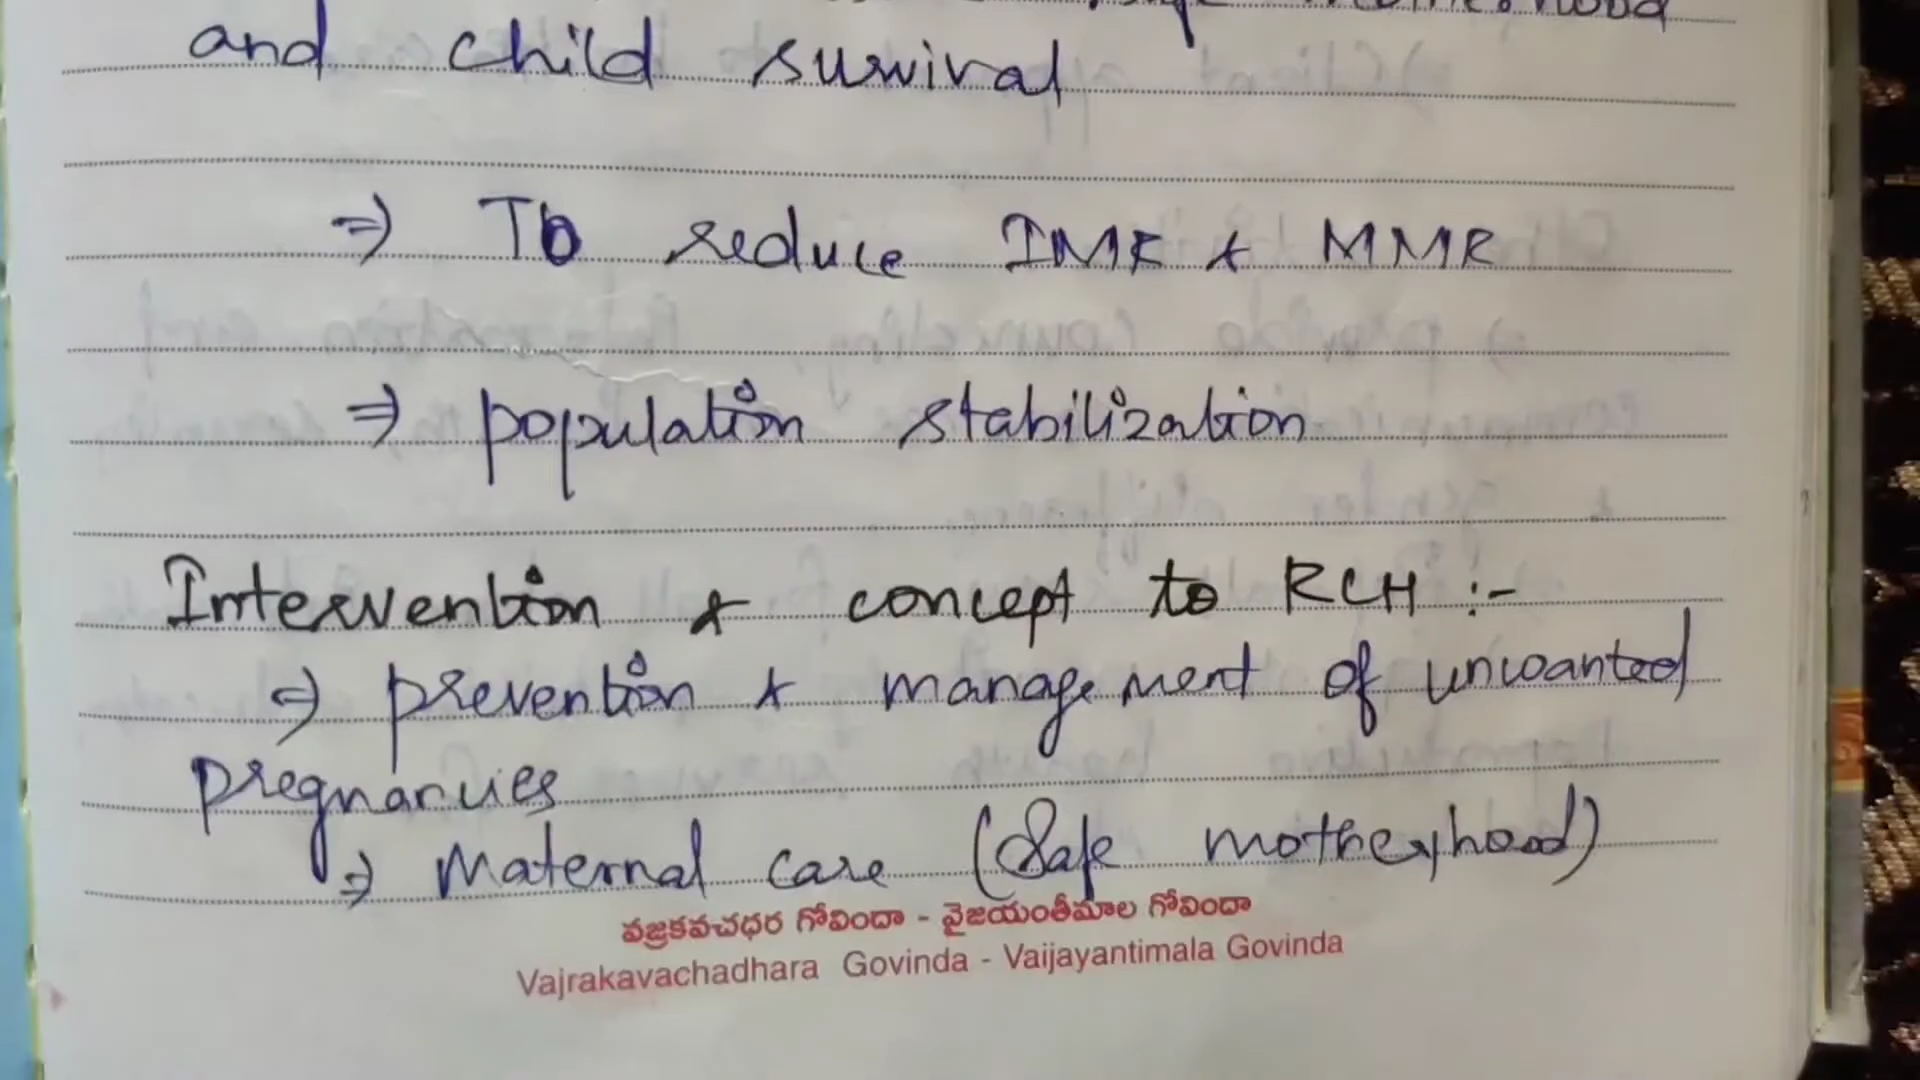 and child survival
⇒ To reduce IMR & MMR
⇒ population stabilization
Intervention & concept to RCH :-
⇒ prevention & management of unwanted
pregnancies
⇒ Maternal care (Safe motherhood)
వజ్రకవచధర గోవిందా - వైజయంతీమాల గోవిందా
Vajrakavachadhara Govinda - Vaijayantimala Govinda